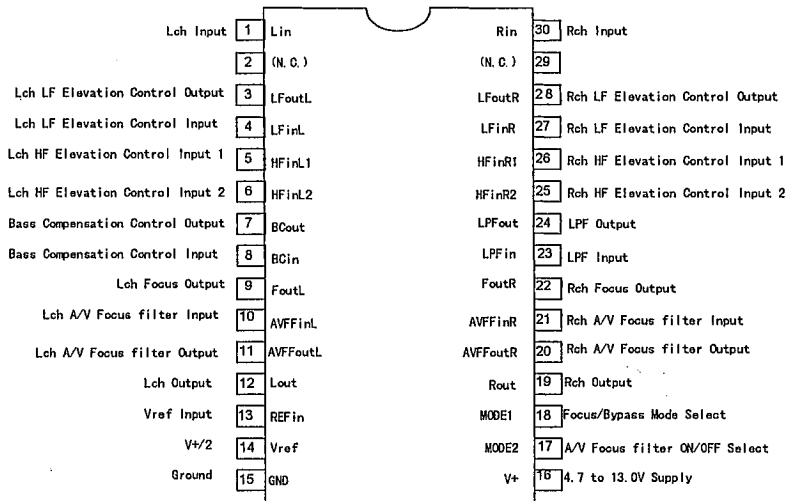 Lch Input 1 Lin Rin 30 Rch Input
2 (N.C.) (N.C.) 29
Lch LF Elevation Control Output 3 LFoutL LFoutR 28 Rch LF Elevation Control Output
Lch LF Elevation Control Input 4 LFinL LFinR 27 Rch LF Elevation Control Input
Lch HF Elevation Control Input 1 5 HFinL1 HFinR1 26 Rch HF Elevation Control Input 1
Lch HF Elevation Control Input 2 6 HFinL2 HFinR2 25 Rch HF Elevation Control Input 2
Bass Compensation Control Output 7 BCout LPFout 24 LPF Output
Bass Compensation Control Input 8 BCin LPFin 23 LPF Input
Lch Focus Output 9 FoutL FoutR 22 Rch Focus Output
Lch A/V Focus filter Input 10 AVFFinL AVFFinR 21 Rch A/V Focus filter Input
Lch A/V Focus filter Output 11 AVFFoutL AVFFoutR 20 Rch A/V Focus filter Output
Lch Output 12 Lout Rout 19 Rch Output
Vref Input 13 REFin MODE1 18 Focus/Bypass Mode Select
V+/2 14 Vref MODE2 17 A/V Focus filter ON/OFF Select
Ground 15 GND V+ 16 4.7 to 13.0V Supply